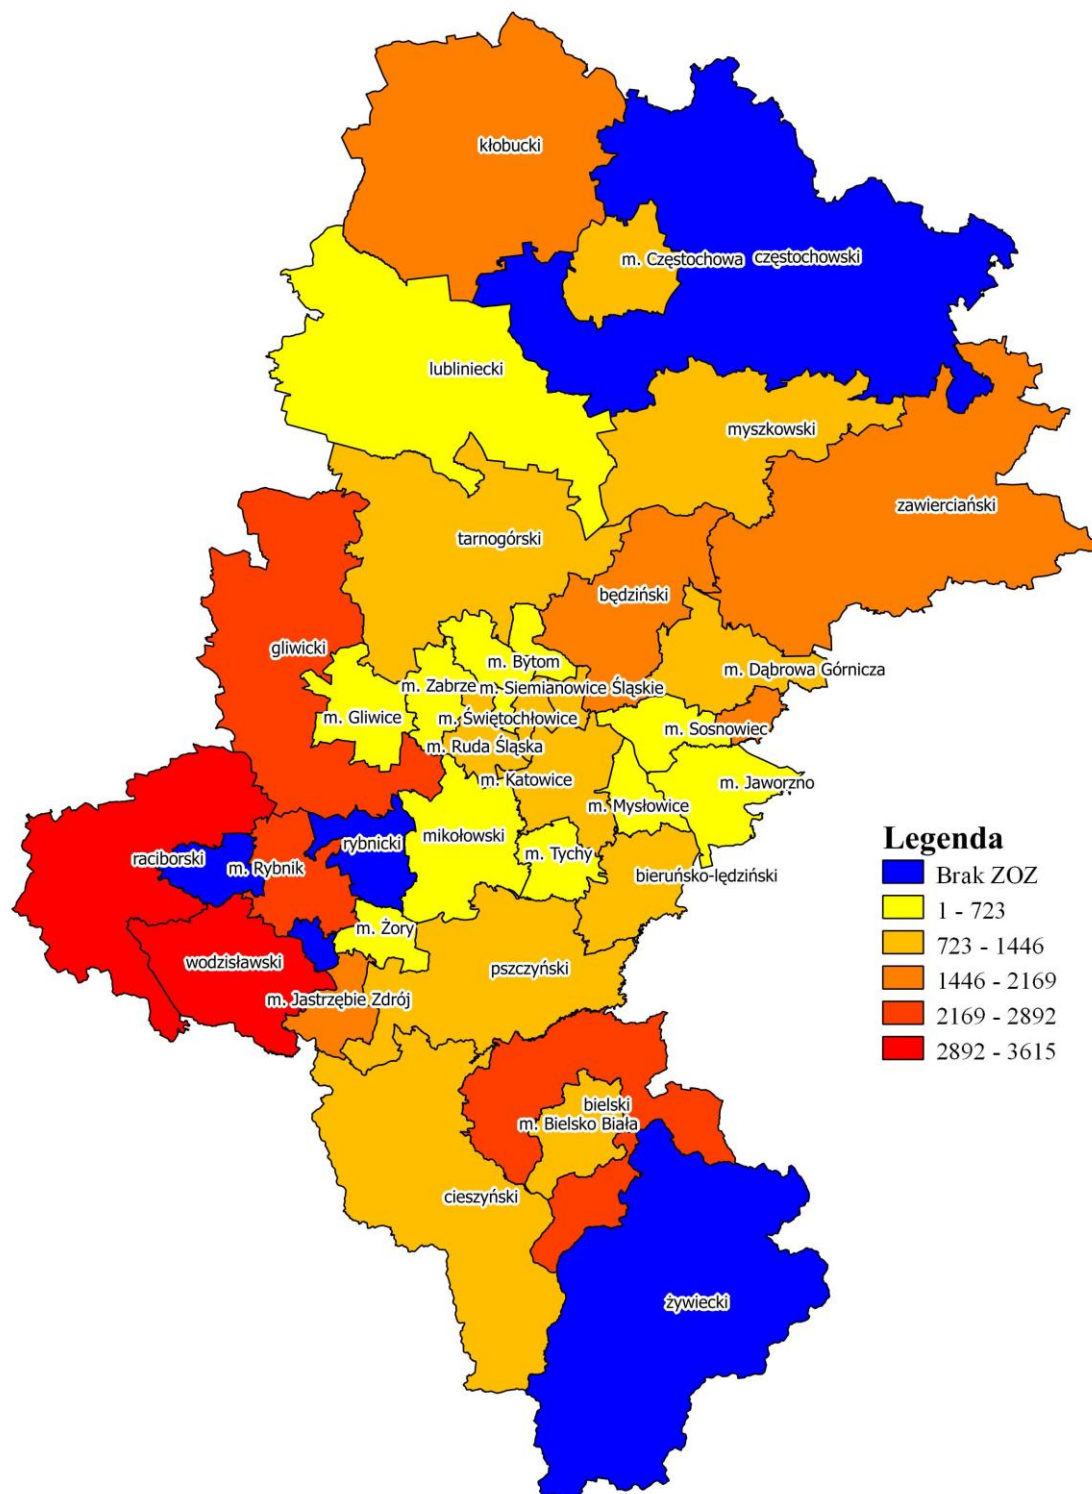 kłobucki
m. Częstochowa
częstochowski
lubliniecki
myszkowski
zawierciański
tarnogórski
będziński
gliwicki
m. Bytom
m. Dąbrowa Górnicza
m. Zabrze
m. Siemianowice Śląskie
m. Gliwice
m. Świętochłowice
m. Sosnowiec
m. Ruda Śląska
m. Katowice
m. Jaworzno
m. Mysłowice
mikołowski
rybnicki
raciborski
m. Rybnik
m. Tychy
bieruńsko-lędziński
m. Żory
wodzisławski
pszczyński
m. Jastrzębie Zdrój
bielski
m. Bielsko Biała
cieszyński
żywiecki
Legenda
Brak ZOZ
1 - 723
723 - 1446
1446 - 2169
2169 - 2892
2892 - 3615